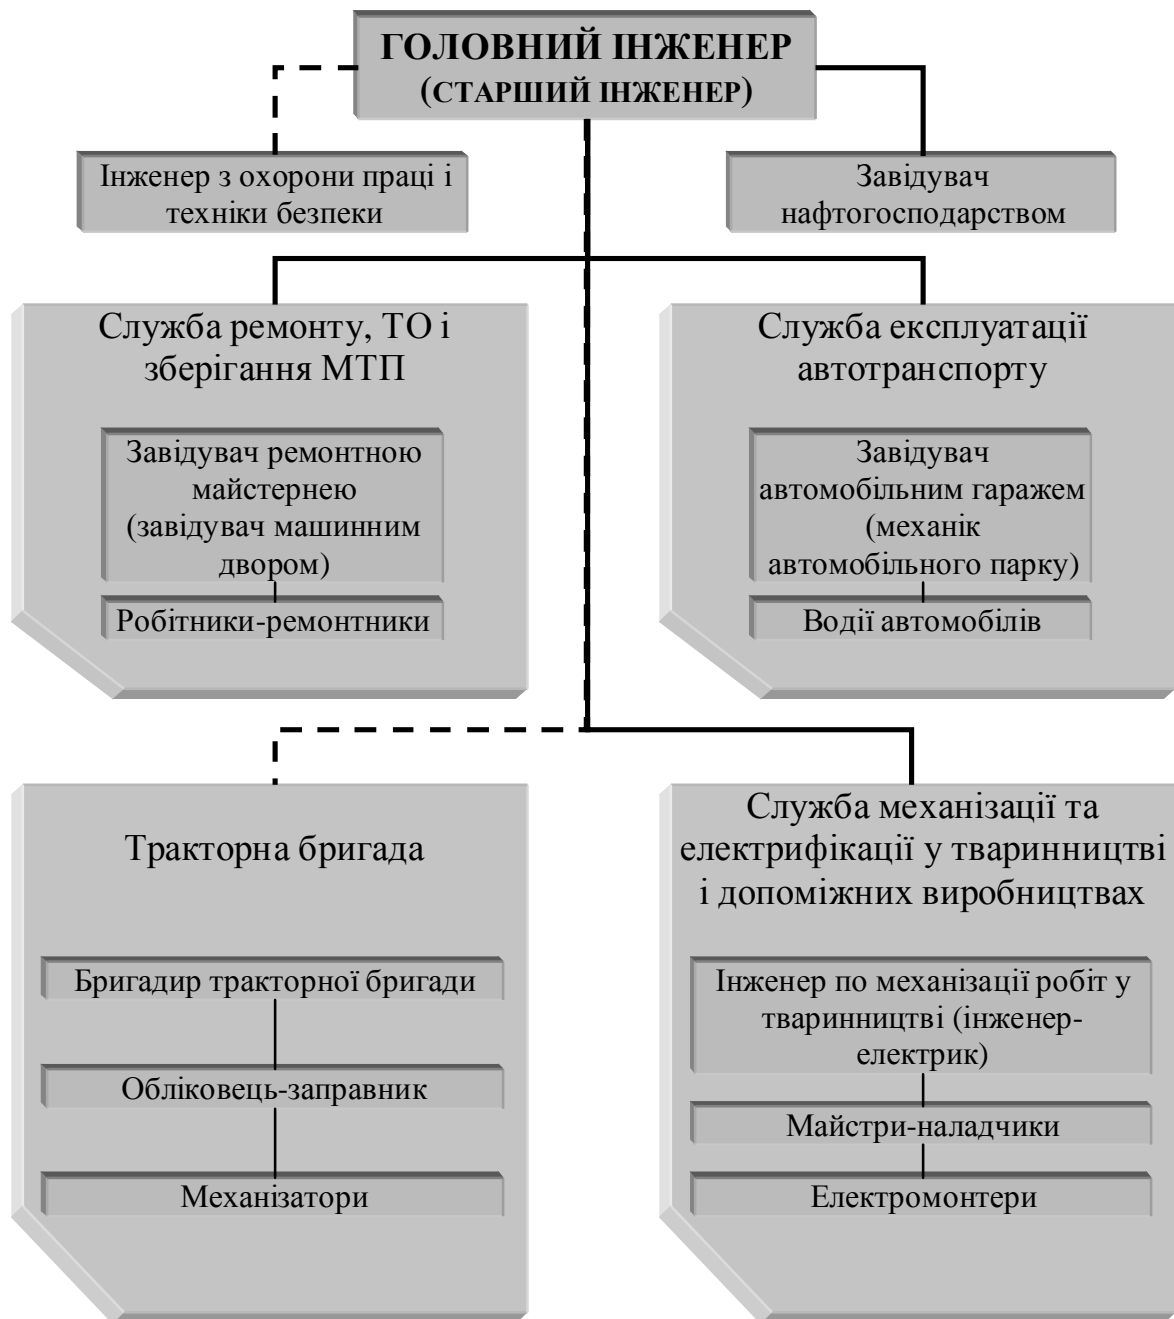 ГОЛОВНИЙ ІНЖЕНЕР
(СТАРШИЙ ІНЖЕНЕР)
Інженер з охорони праці і
техніки безпеки
Завідувач
нафтогосподарством
Служба ремонту, ТО і
зберігання МТП
Завідувач ремонтною
майстернею
(завідувач машинним
двором)
Робітники-ремонтники
Служба експлуатації
автотранспорту
Завідувач
автомобільним гаражем
(механік
автомобільного парку)
Водії автомобілів
Тракторна бригада
Бригадир тракторної бригади
Обліковець-заправник
Механізатори
Служба механізації та
електрифікації у тваринництві
і допоміжних виробництвах
Інженер по механізації робіт у
тваринництві (інженер-
електрик)
Майстри-наладчики
Електромонтери